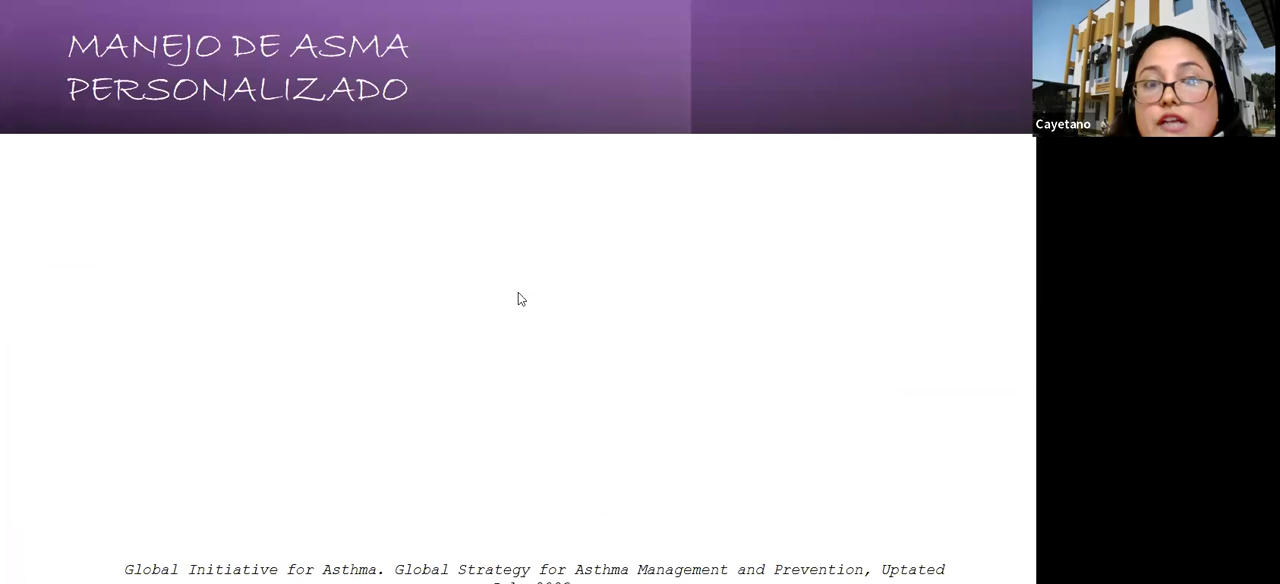 MANEJO DE ASMA
PERSONALIZADO
Cayetano
Global Initiative for Asthma. Global Strategy for Asthma Management and Prevention, Uptated